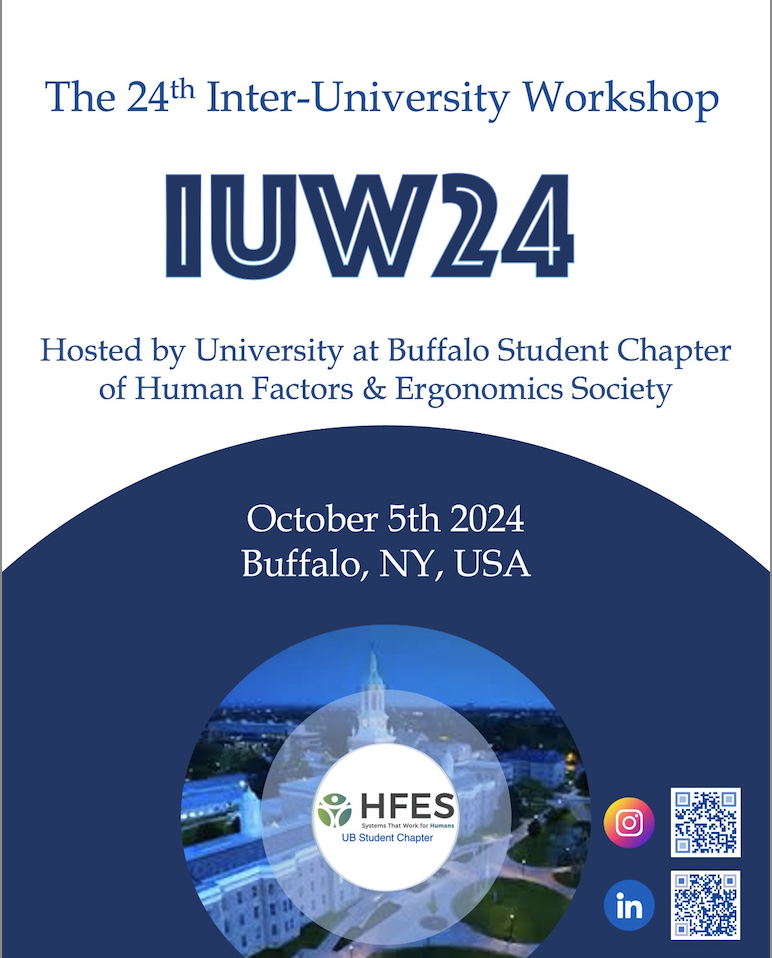 The 24th Inter-University Workshop
IUW24
Hosted by University at Buffalo Student Chapter
of Human Factors & Ergonomics Society
October 5th 2024
Buffalo, NY, USA
HFES
Systems That Work for Humans
UB Student Chapter
in